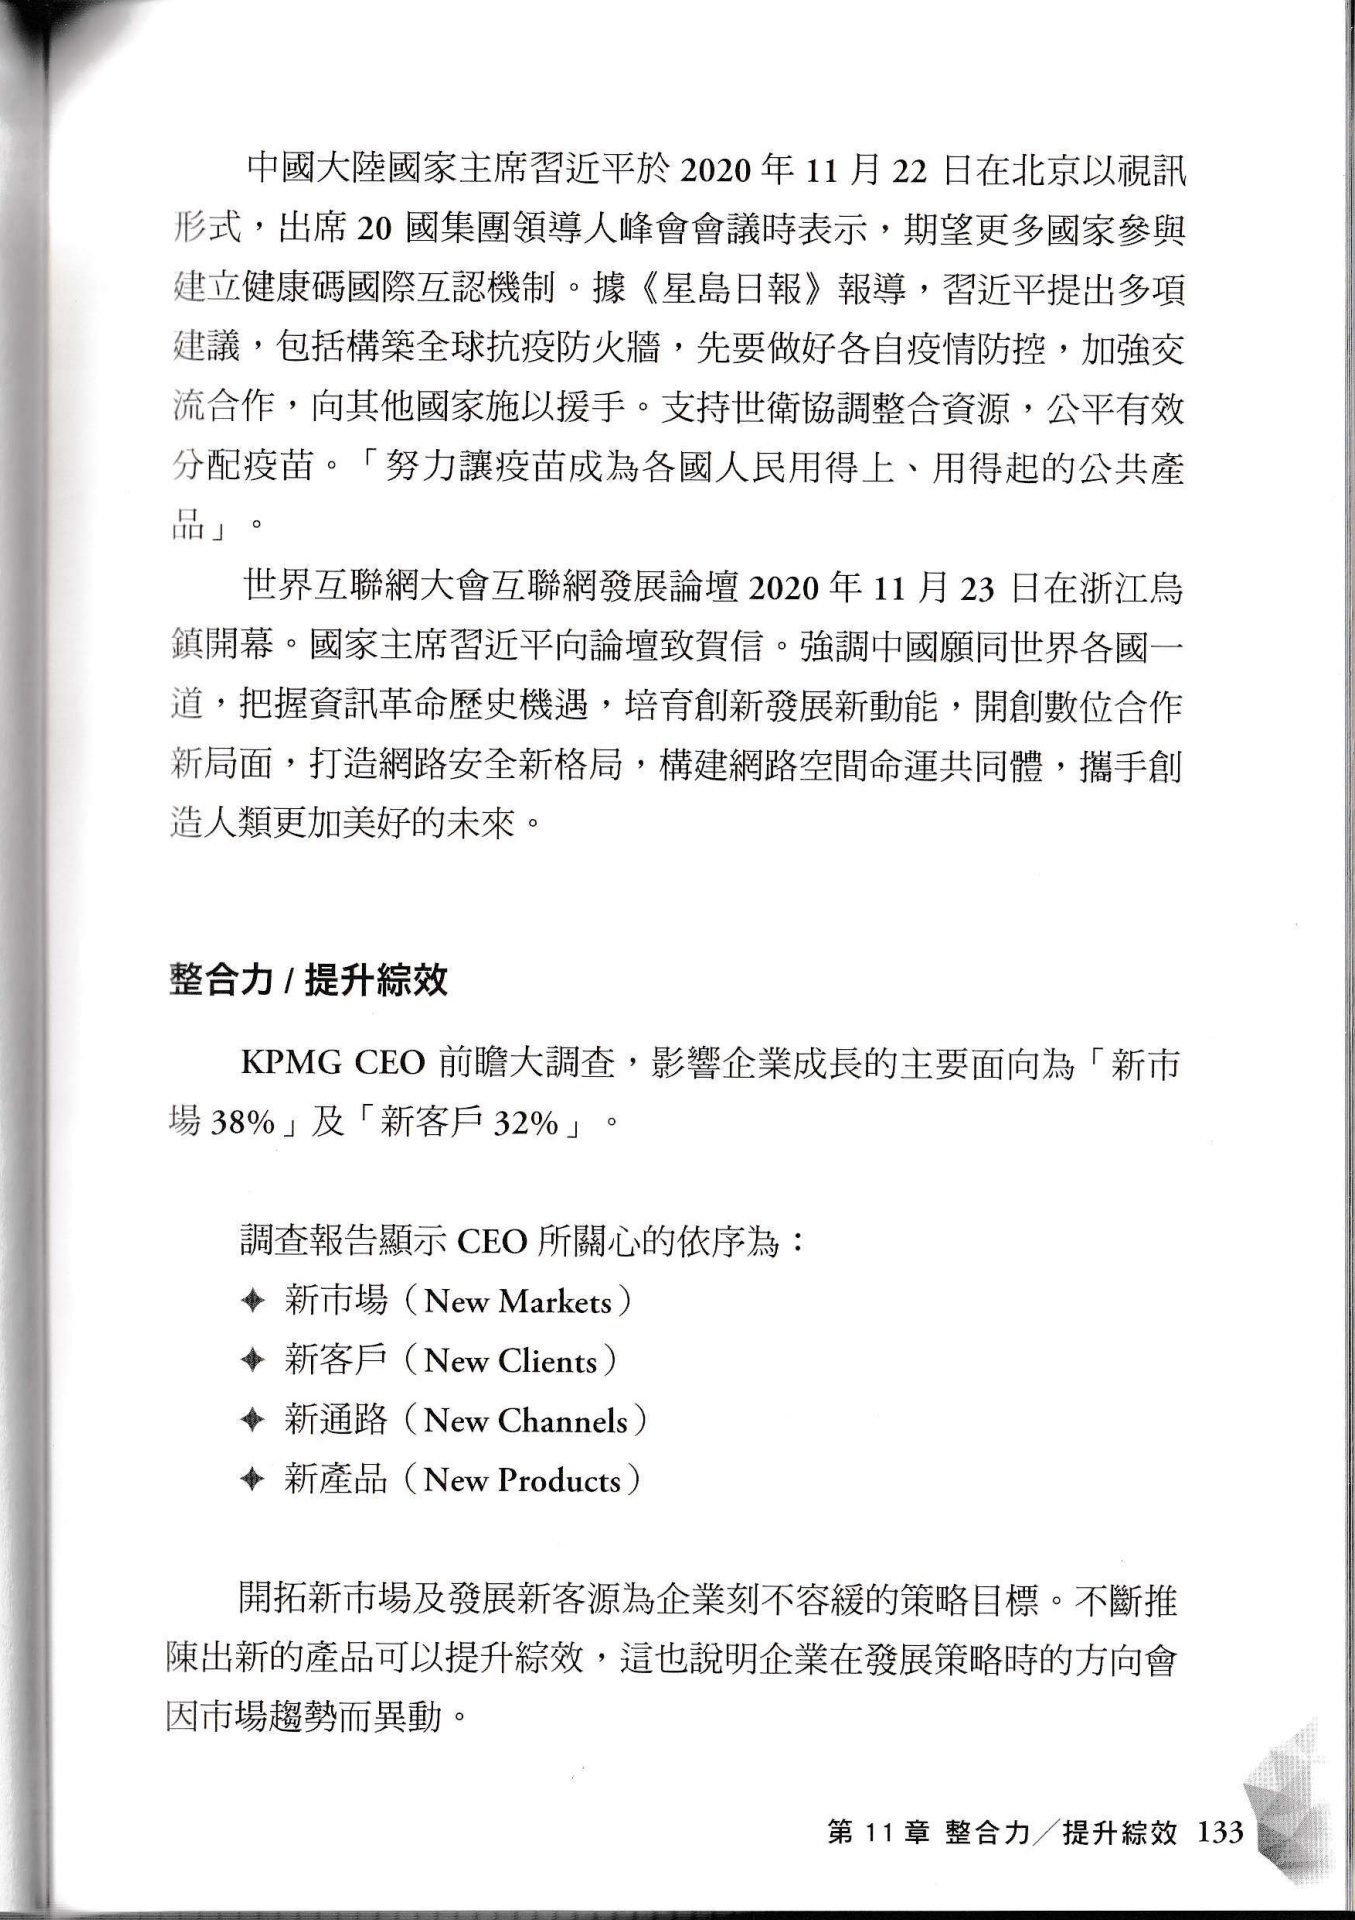 中國大陸國家主席習近平於 2020 年 11 月 22 日在北京以視訊
形式，出席 20 國集團領導人峰會會議時表示，期望更多國家參與
建立健康碼國際互認機制。據《星島日報》報導，習近平提出多項
建議，包括構築全球抗疫防火牆，先要做好各自疫情防控，加強交
流合作，向其他國家施以援手。支持世衛協調整合資源，公平有效
分配疫苗。「努力讓疫苗成為各國人民用得上、用得起的公共產
品」。
世界互聯網大會互聯網發展論壇 2020 年 11 月 23 日在浙江烏
鎮開幕。國家主席習近平向論壇致賀信。強調中國願同世界各國一
道，把握資訊革命歷史機遇，培育創新發展新動能，開創數位合作
新局面，打造網路安全新格局，構建網路空間命運共同體，攜手創
造人類更加美好的未來。
整合力 / 提升綜效
KPMG CEO 前瞻大調查，影響企業成長的主要面向為「新市
場 38%」及「新客戶 32%」。
調查報告顯示 CEO 所關心的依序為：
✦ 新市場（New Markets）
✦ 新客戶（New Clients）
✦ 新通路（New Channels）
✦ 新產品（New Products）
開拓新市場及發展新客源為企業刻不容緩的策略目標。不斷推
陳出新的產品可以提升綜效，這也說明企業在發展策略時的方向會
因市場趨勢而異動。
第 11 章 整合力／提升綜效 133